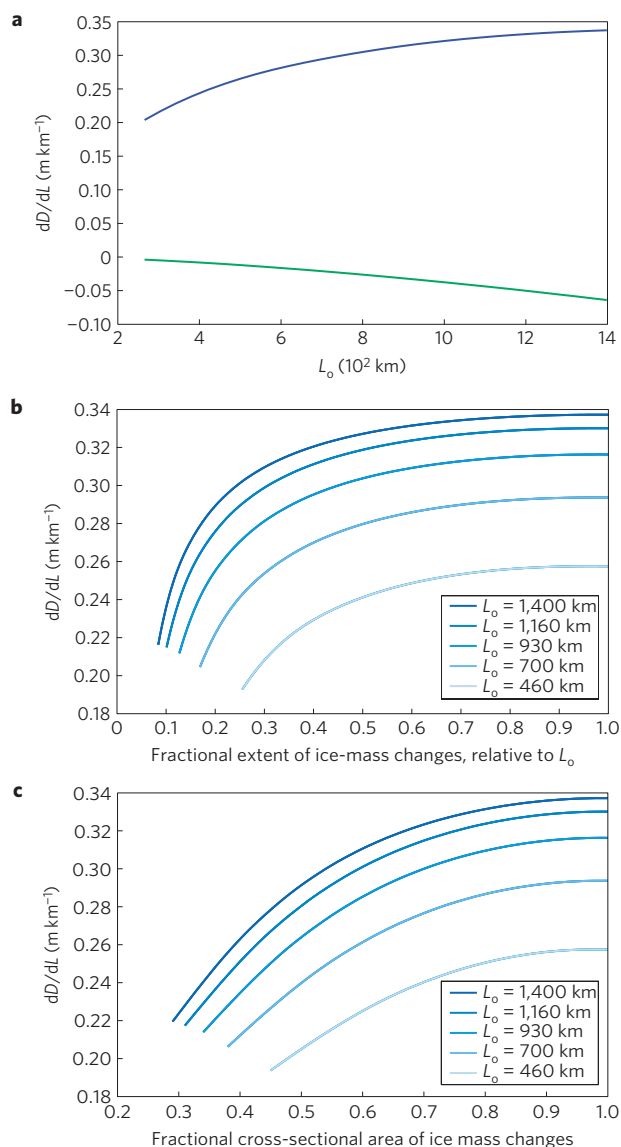 a
0.35
0.30
0.25
0.20
0.15
0.10
0.05
0
−0.05
−0.10
dD/dL (m km⁻¹)
2 4 6 8 10 12 14
Lₒ (10² km)
b
0.34
0.32
0.30
0.28
0.26
0.24
0.22
0.20
0.18
dD/dL (m km⁻¹)
Lₒ = 1,400 km
Lₒ = 1,160 km
Lₒ = 930 km
Lₒ = 700 km
Lₒ = 460 km
0 0.1 0.2 0.3 0.4 0.5 0.6 0.7 0.8 0.9 1.0
Fractional extent of ice-mass changes, relative to Lₒ
c
0.34
0.32
0.30
0.28
0.26
0.24
0.22
0.20
0.18
dD/dL (m km⁻¹)
Lₒ = 1,400 km
Lₒ = 1,160 km
Lₒ = 930 km
Lₒ = 700 km
Lₒ = 460 km
0.2 0.3 0.4 0.5 0.6 0.7 0.8 0.9 1.0
Fractional cross-sectional area of ice mass changes